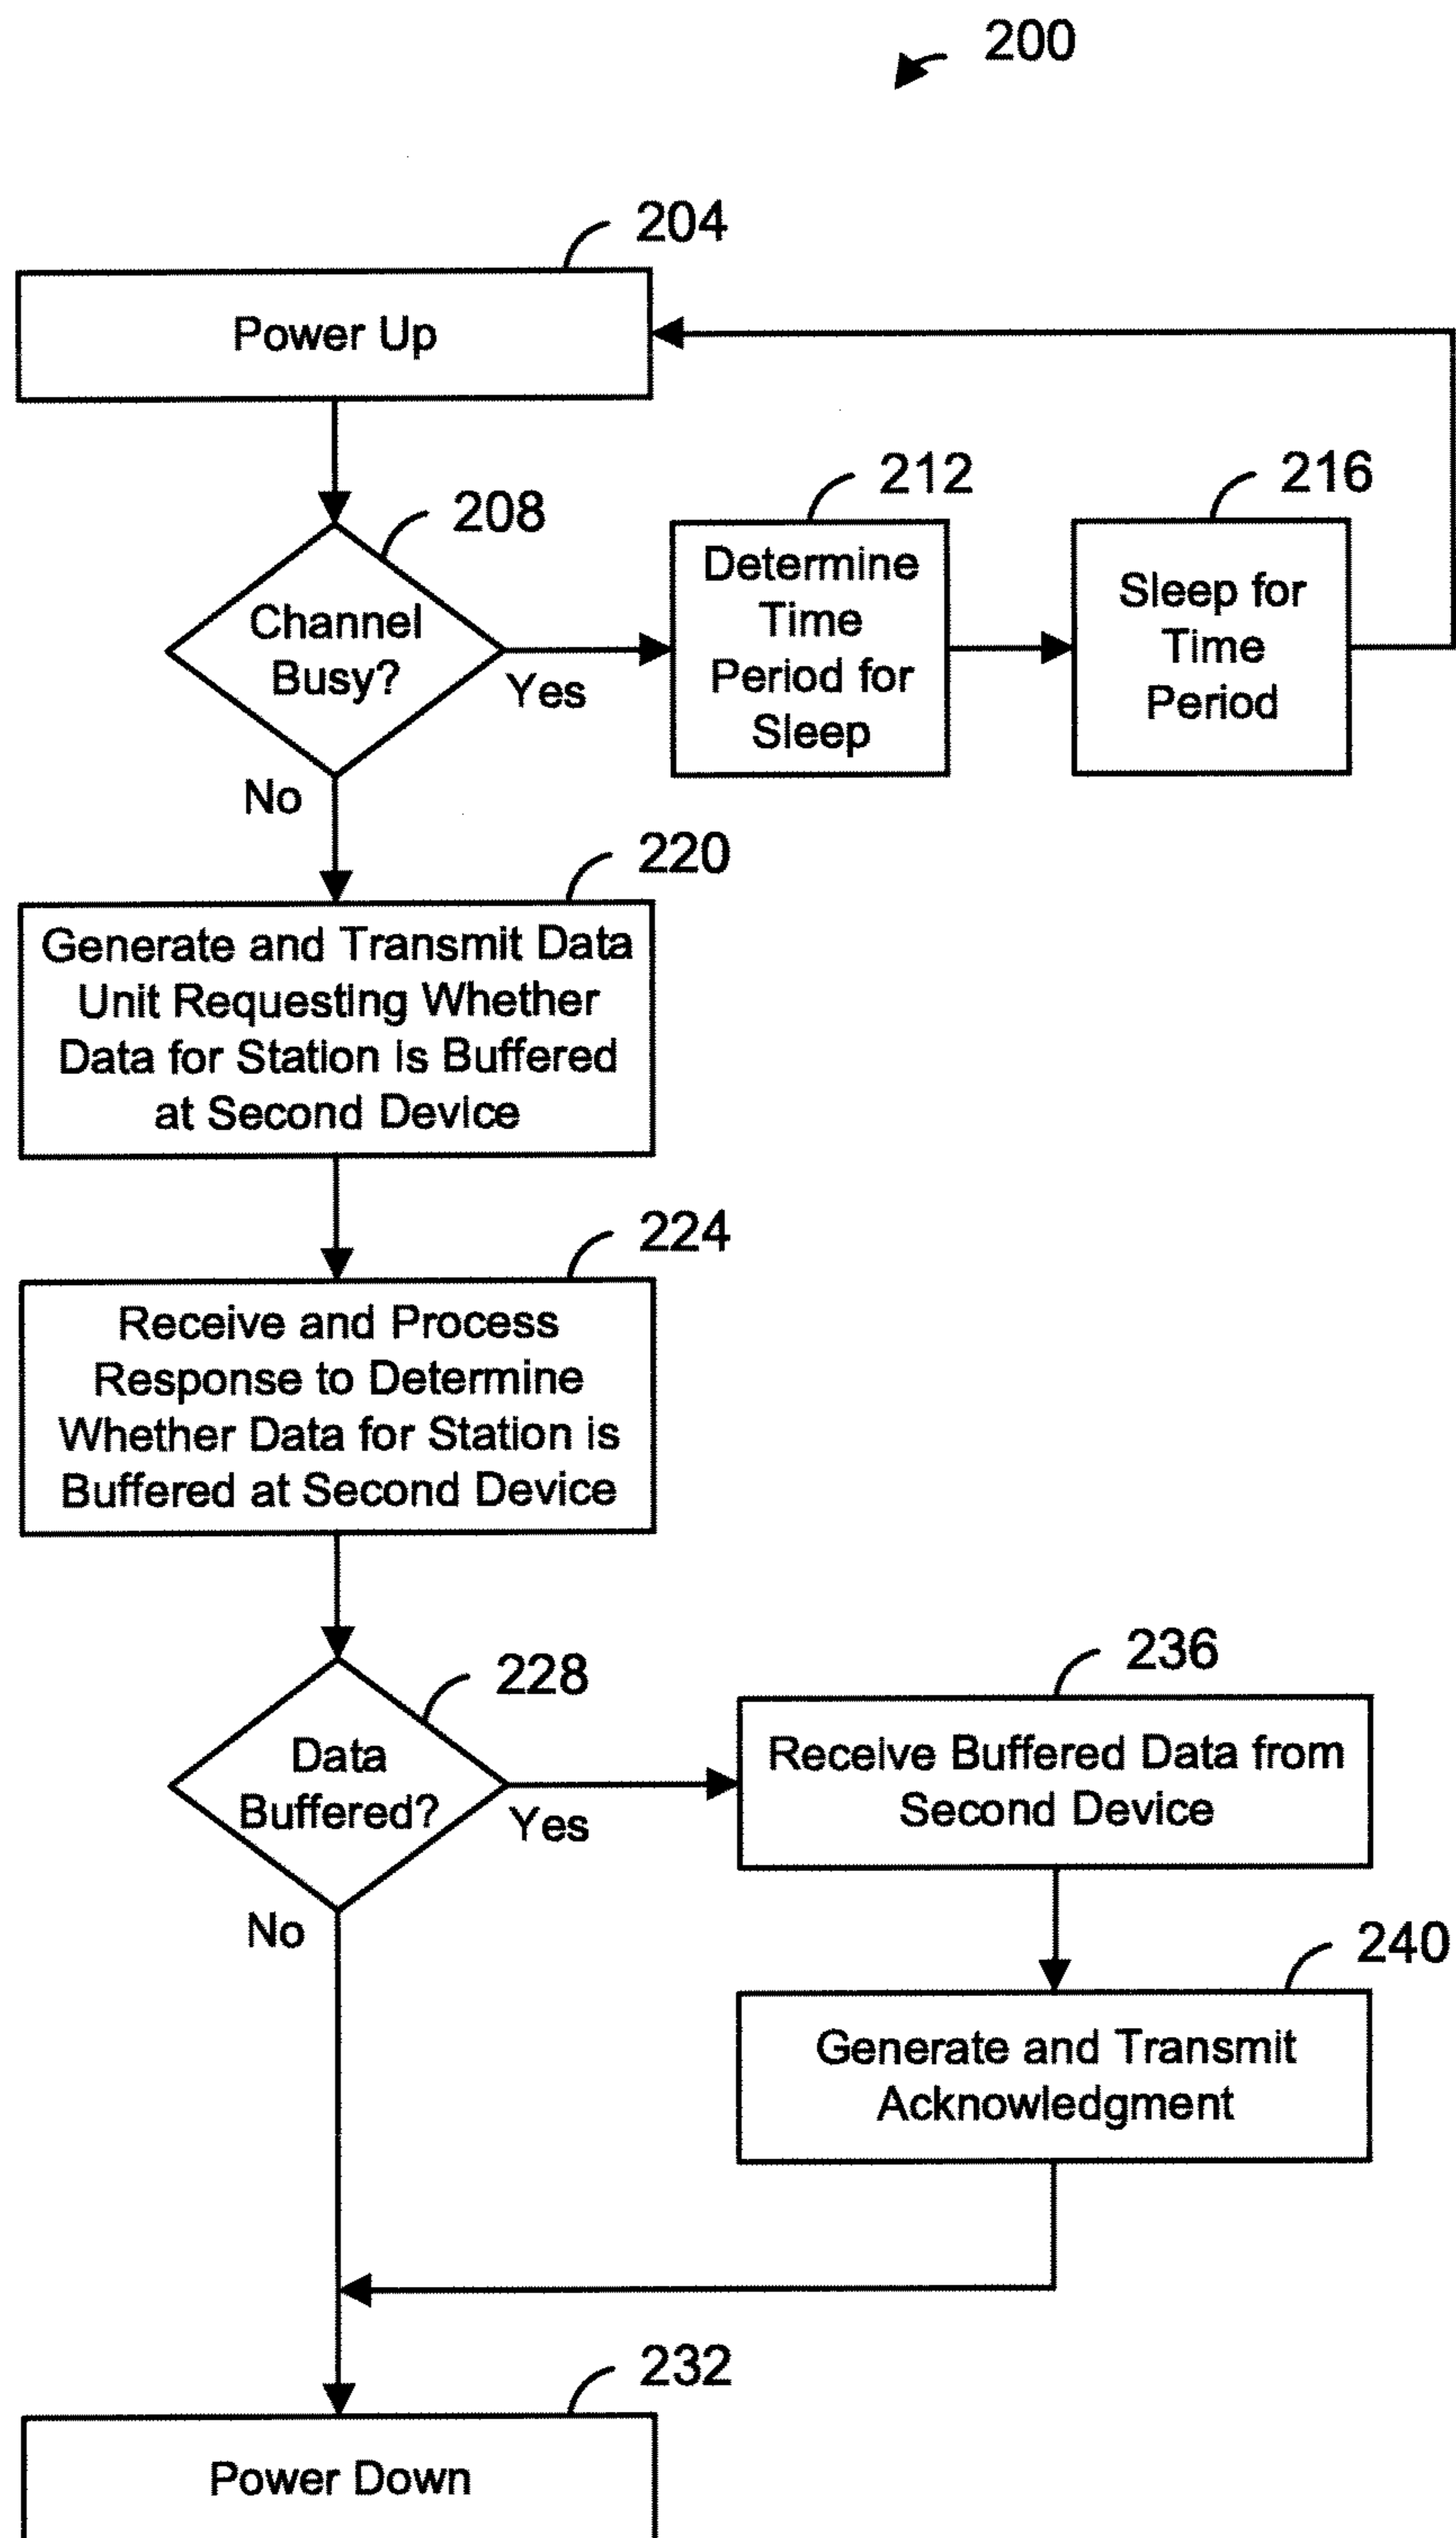 200
204
Power Up
208
Channel
Busy?
Yes
No
212
Determine
Time
Period for
Sleep
216
Sleep for
Time
Period
220
Generate and Transmit Data
Unit Requesting Whether
Data for Station is Buffered
at Second Device
224
Receive and Process
Response to Determine
Whether Data for Station is
Buffered at Second Device
228
Data
Buffered?
Yes
No
236
Receive Buffered Data from
Second Device
240
Generate and Transmit
Acknowledgment
232
Power Down